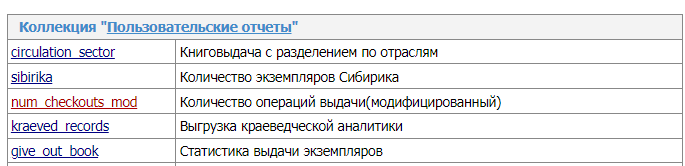 Коллекция "Пользовательские отчеты"
circulation_sector Книговыдача с разделением по отраслям
sibirika Количество экземпляров Сибирика
num_checkouts_mod Количество операций выдачи(модифицированный)
kraeved_records Выгрузка краеведческой аналитики
give_out_book Статистика выдачи экземпляров